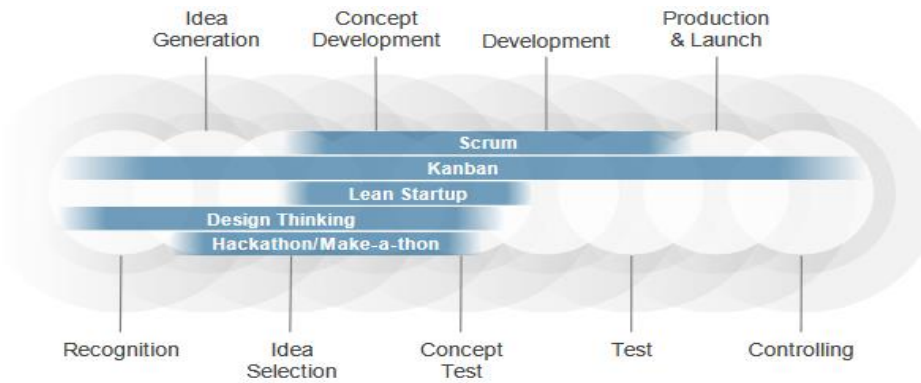 Idea
Generation
Concept
Development
Development
Production
& Launch
Scrum
Kanban
Lean Startup
Design Thinking
Hackathon/Make-a-thon
Recognition
Idea
Selection
Concept
Test
Test
Controlling